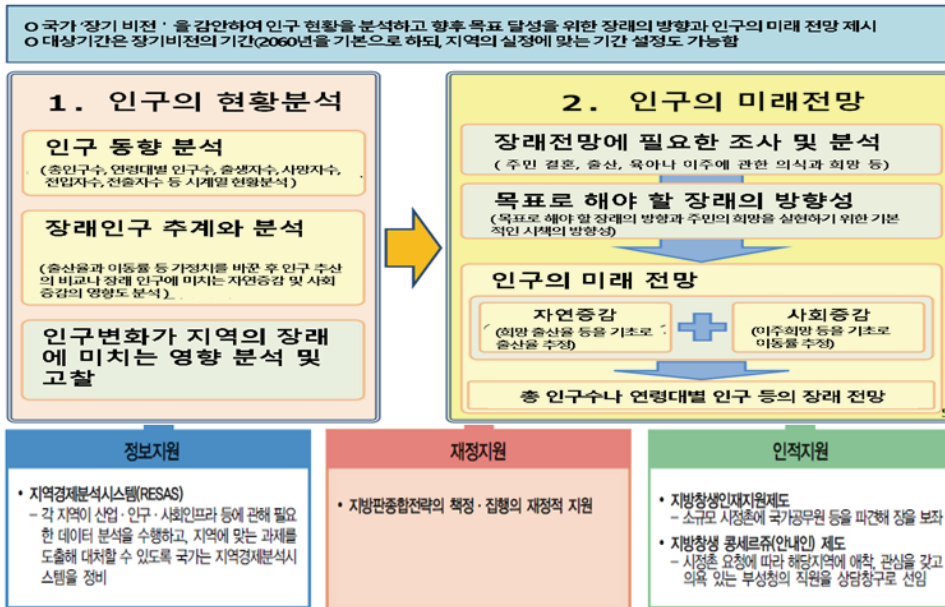 O 국가 '장기 비전 ' 을 감안하여 인구 현황을 분석하고 향후 목표 달성을 위한 장래의 방향과 인구의 미래 전망 제시
O 대상기간은 장기비전의 기간(2060년을 기본으로 하되, 지역의 실정에 맞는 기간 설정도 가능함
1. 인구의 현황분석
인구 동향 분석
(총인구수, 연령대별 인구수, 출생자수, 사망자수,
전입자수, 전출자수 등 시계열 현황분석)
장래인구 추계와 분석
(출산율과 이동률 등 가정치를 바꾼 후 인구 추산
의 비교나 장래 인구에 미치는 자연증감 및 사회
증감의 영향도 분석)
인구변화가 지역의 장래
에 미치는 영향 분석 및
고찰
2. 인구의 미래전망
장래전망에 필요한 조사 및 분석
(주민 결혼, 출산, 육아나 이주에 관한 의식과 희망 등)
목표로 해야 할 장래의 방향성
(목표로 해야 할 장래의 방향과 주민의 희망을 실현하기 위한 기본
적인 시책의 방향성)
인구의 미래 전망
자연증감
(희망 출산율 등을 기초로
출산율 추정)
사회증감
(이주희망 등을 기초로
이동률 추정)
총 인구수나 연령대별 인구 등의 장래 전망
정보지원
• 지역경제분석시스템(RESAS)
– 각 지역이 산업·인구·사회인프라 등에 관해 필요
한 데이터 분석을 수행하고, 지역에 맞는 과제를
도출해 대처할 수 있도록 국가는 지역경제분석시
스템을 정비
재정지원
• 지방판종합전략의 책정·집행의 재정적 지원
인적지원
• 지방창생인재지원제도
– 소규모 시정촌에 국가공무원 등을 파견해 장을 보좌
• 지방창생 콩세르쥬(안내인) 제도
– 시정촌 요청에 따라 해당지역에 애착, 관심을 갖고
의욕 있는 부성청의 직원을 상담창구로 선임